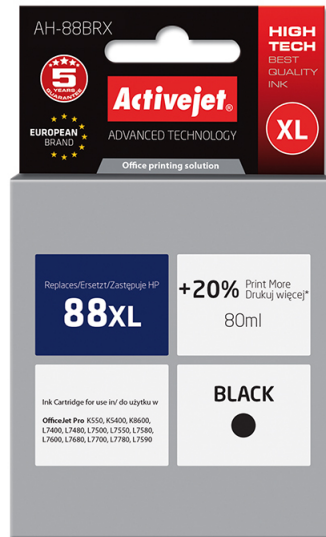 AH-88BRX
HIGH
TECH
BEST
QUALITY
INK
5
YEARS
GUARANTEE
Activejet®
EUROPEAN
BRAND
ADVANCED TECHNOLOGY
XL
Office printing solution
Replaces/Ersetzt/Zastępuje HP
88XL
+20% Print More
Drukuj więcej*
80ml
Ink Cartridge for use in/ do użytku w
OfficeJet Pro K550, K5400, K8600,
L7400, L7480, L7500, L7550, L7580,
L7600, L7680, L7700, L7780, L7590
BLACK